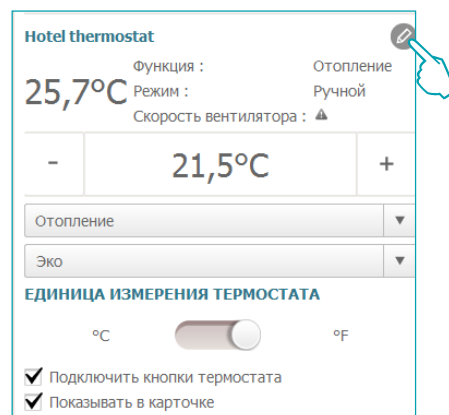 Hotel thermostat
25,7°C
Функция : Отопление
Режим : Ручной
Скорость вентилятора :
- 21,5°C +
Отопление
Эко
ЕДИНИЦА ИЗМЕРЕНИЯ ТЕРМОСТАТА
°C °F
Подключить кнопки термостата
Показывать в карточке